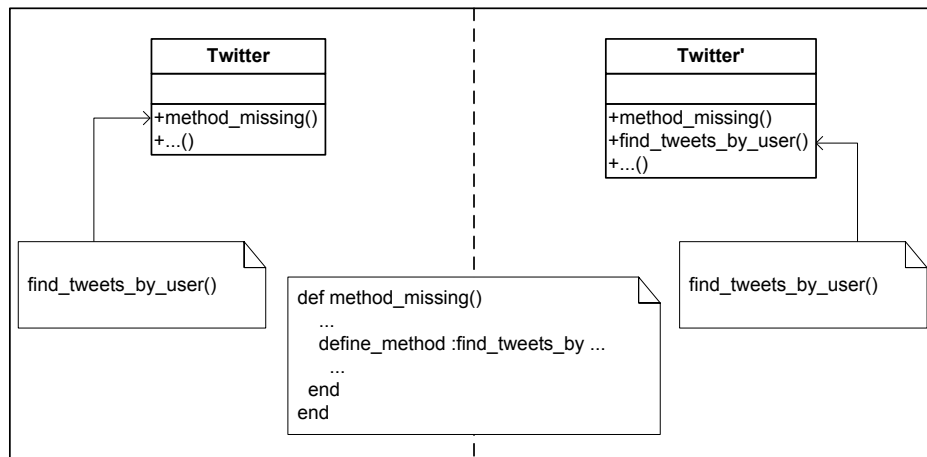 Twitter
+method_missing()
+...()
find_tweets_by_user()
def method_missing()
...
define_method :find_tweets_by ...
...
end
end
Twitter'
+method_missing()
+find_tweets_by_user()
+...()
find_tweets_by_user()